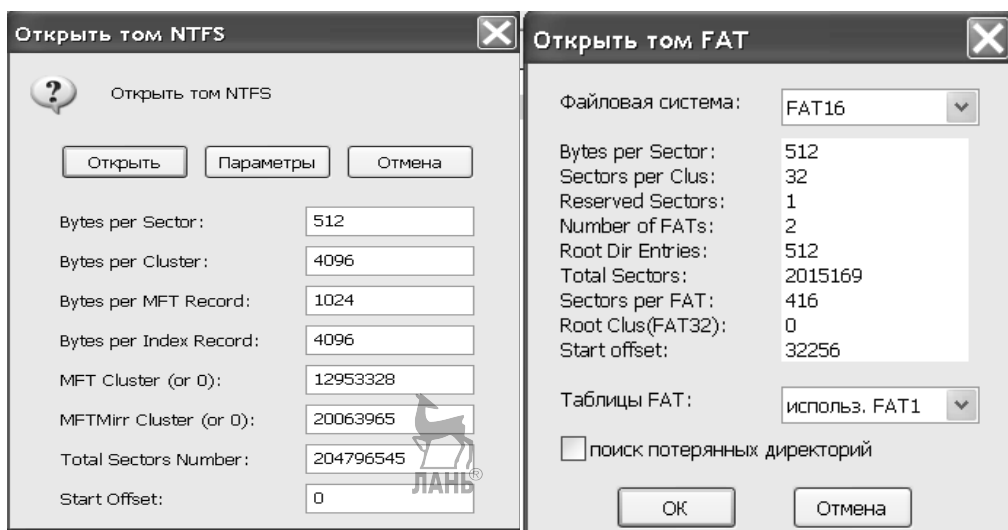 Открыть том NTFS
Открыть том NTFS
Открыть
Параметры
Отмена
Bytes per Sector: 512
Bytes per Cluster: 4096
Bytes per MFT Record: 1024
Bytes per Index Record: 4096
MFT Cluster (or 0): 12953328
MFTMirr Cluster (or 0): 20063965
Total Sectors Number: 204796545
Start Offset: 0
ЛАНЬ®
Открыть том FAT
Файловая система: FAT16
Bytes per Sector: 512
Sectors per Clus: 32
Reserved Sectors: 1
Number of FATs: 2
Root Dir Entries: 512
Total Sectors: 2015169
Sectors per FAT: 416
Root Clus(FAT32): 0
Start offset: 32256
Таблицы FAT: использ. FAT1
поиск потерянных директорий
ОК
Отмена